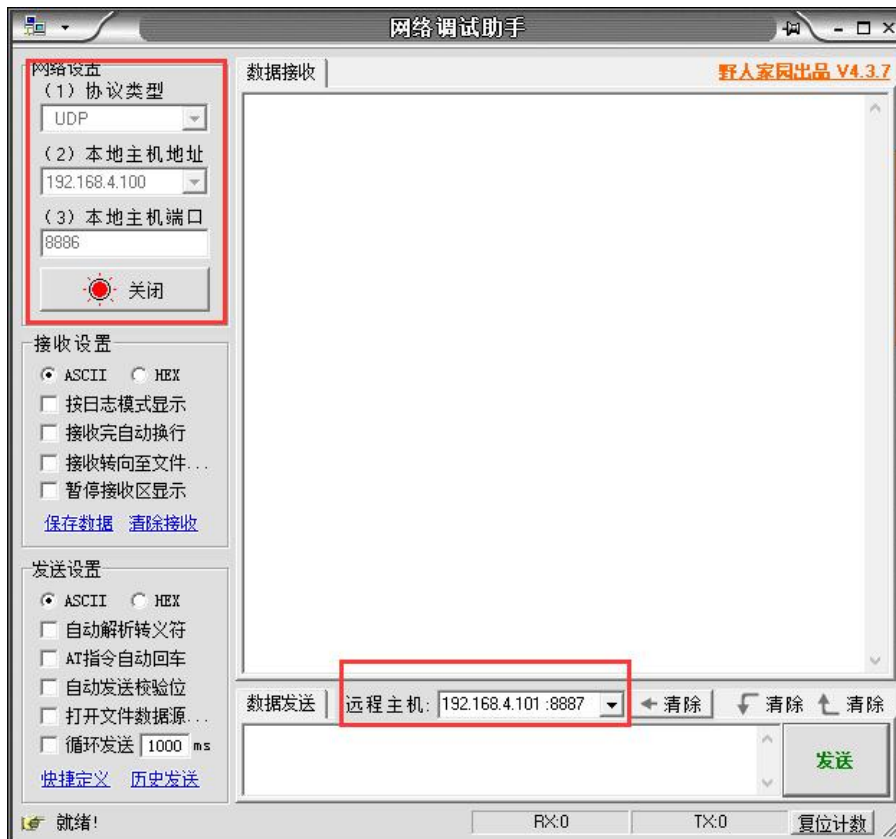 网络调试助手
网络设置
（1）协议类型
UDP
（2）本地主机地址
192.168.4.100
（3）本地主机端口
8886
关闭
接收设置
ASCII HEX
按日志模式显示
接收完自动换行
接收转向至文件...
暂停接收区显示
保存数据 清除接收
发送设置
ASCII HEX
自动解析转义符
AT指令自动回车
自动发送校验位
打开文件数据源...
循环发送 1000 ms
快捷定义 历史发送
数据接收 野人家园出品 V4.3.7
数据发送 远程主机: 192.168.4.101 :8887 清除 清除 清除
发送
就绪! RX:0 TX:0 复位计数